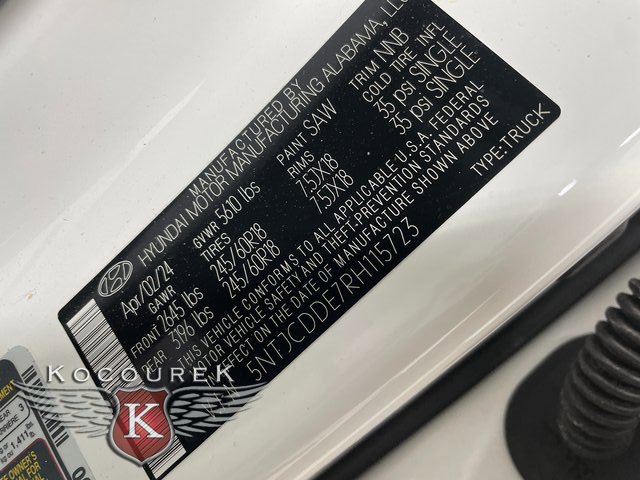 MANUFACTURED BY
HYUNDAI MOTOR MANUFACTURING ALABAMA, LLC
Apr/02/24 GVWR 5610 lbs PAINT SAW TRIM NNB
GAWR TIRES RIMS COLD TIRE INFL
FRONT 2645 lbs 245/60R18 7.5JX18 35 psi SINGLE
REAR 3196 lbs 245/60R18 7.5JX18 35 psi SINGLE
THIS VEHICLE CONFORMS TO ALL APPLICABLE U.S.A. FEDERAL
MOTOR VEHICLE SAFETY AND THEFT PREVENTION STANDARDS
IN EFFECT ON THE DATE OF MANUFACTURE SHOWN ABOVE
5NTJCDDE7RH115723 TYPE:TRUCK
KOCOUREK
K
1,411
OWNER'S